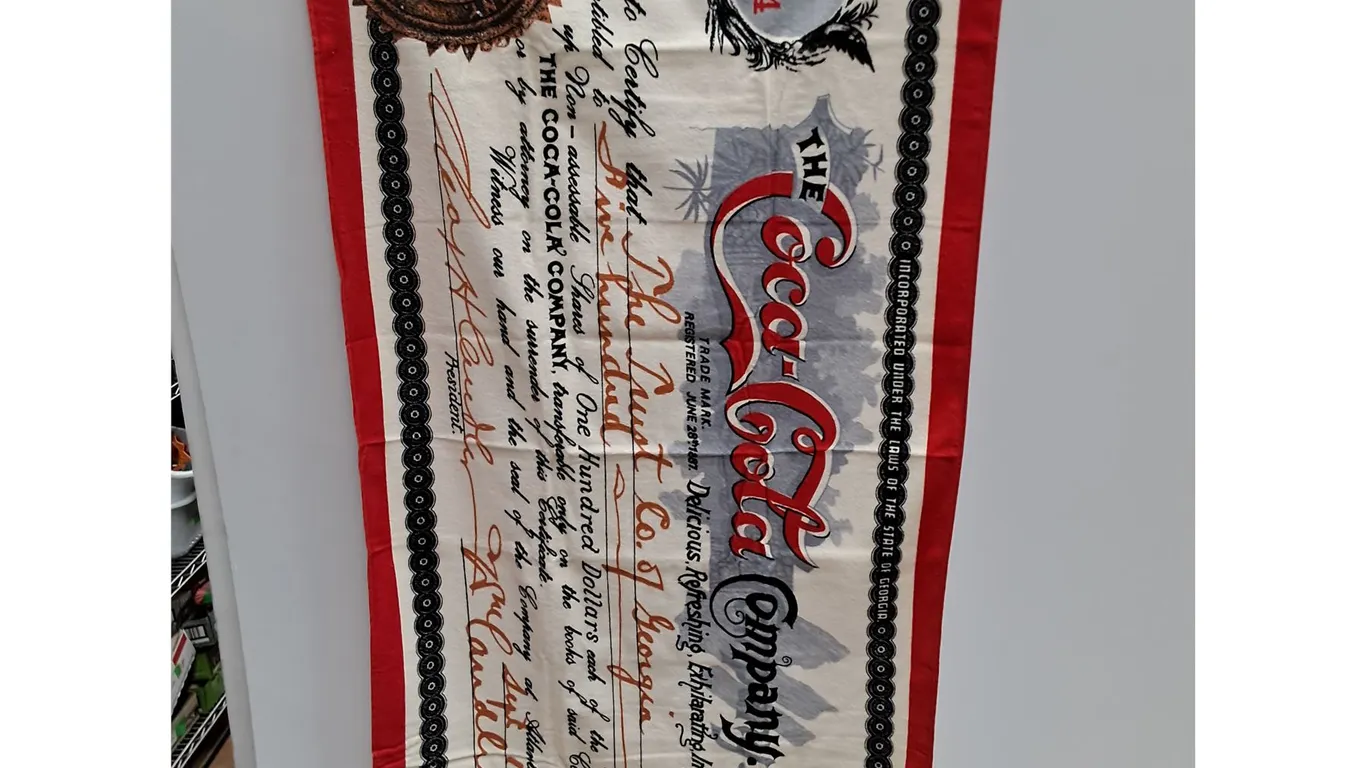 INCORPORATED UNDER THE LAWS OF THE STATE OF GEORGIA
THE
Coca-Cola Company.
TRADE MARK.
REGISTERED JUNE 28TH 1887. Delicious, Refreshing, Exhilarating, In
to Certify that The Trust Co. of Georgia
to Five hundred
up Non-assessable Shares of One Hundred Dollars each of the
THE COCA-COLA COMPANY, transferable only on the books of said
or by attorney on the surrender of this Certificate.
Witness our hand and the seal of the Company at Atlan
President.